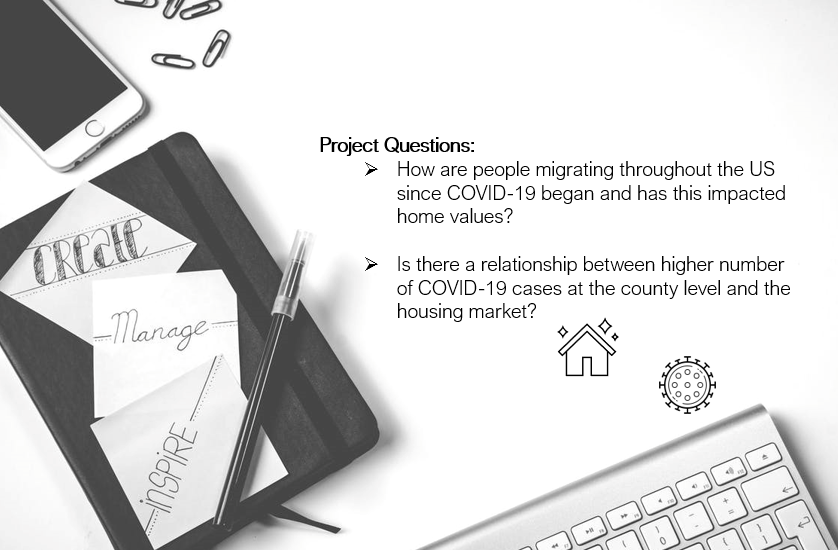 Project Questions:
How are people migrating throughout the US
since COVID-19 began and has this impacted
home values?
Is there a relationship between higher number
of COVID-19 cases at the county level and the
housing market?
CREATE
Manage
INSPIRE